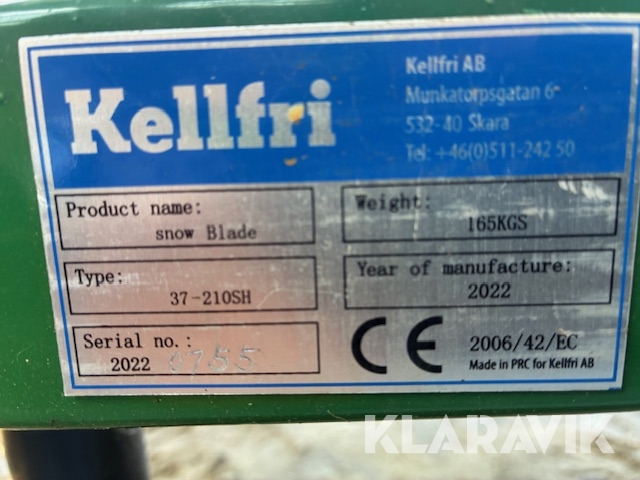 Kellfri
Kellfri AB
Munkatorpsgatan 6
532-40 Skara
Tel: +46(0)511-242 50
Product name:
snow Blade
Weight:
165KGS
Type:
37-210SH
Year of manufacture:
2022
Serial no.:
2022 0755
CE 2006/42/EC
Made in PRC for Kellfri AB
KLARAVIK